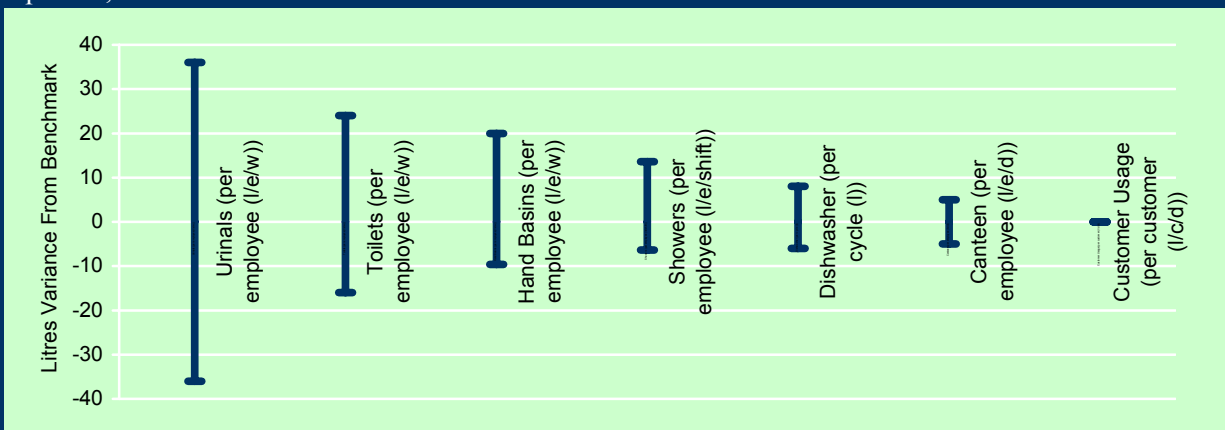 Litres Variance From Benchmark
40
30
20
10
0
-10
-20
-30
-40
Urinals (per
employee (l/e/w))
Toilets (per
employee (l/e/w))
Hand Basins (per
employee (l/e/w))
Showers (per
employee (l/e/shift))
Dishwasher (per
cycle (l))
Canteen (per
employee (l/e/d))
Customer Usage
(per customer
(l/c/d))